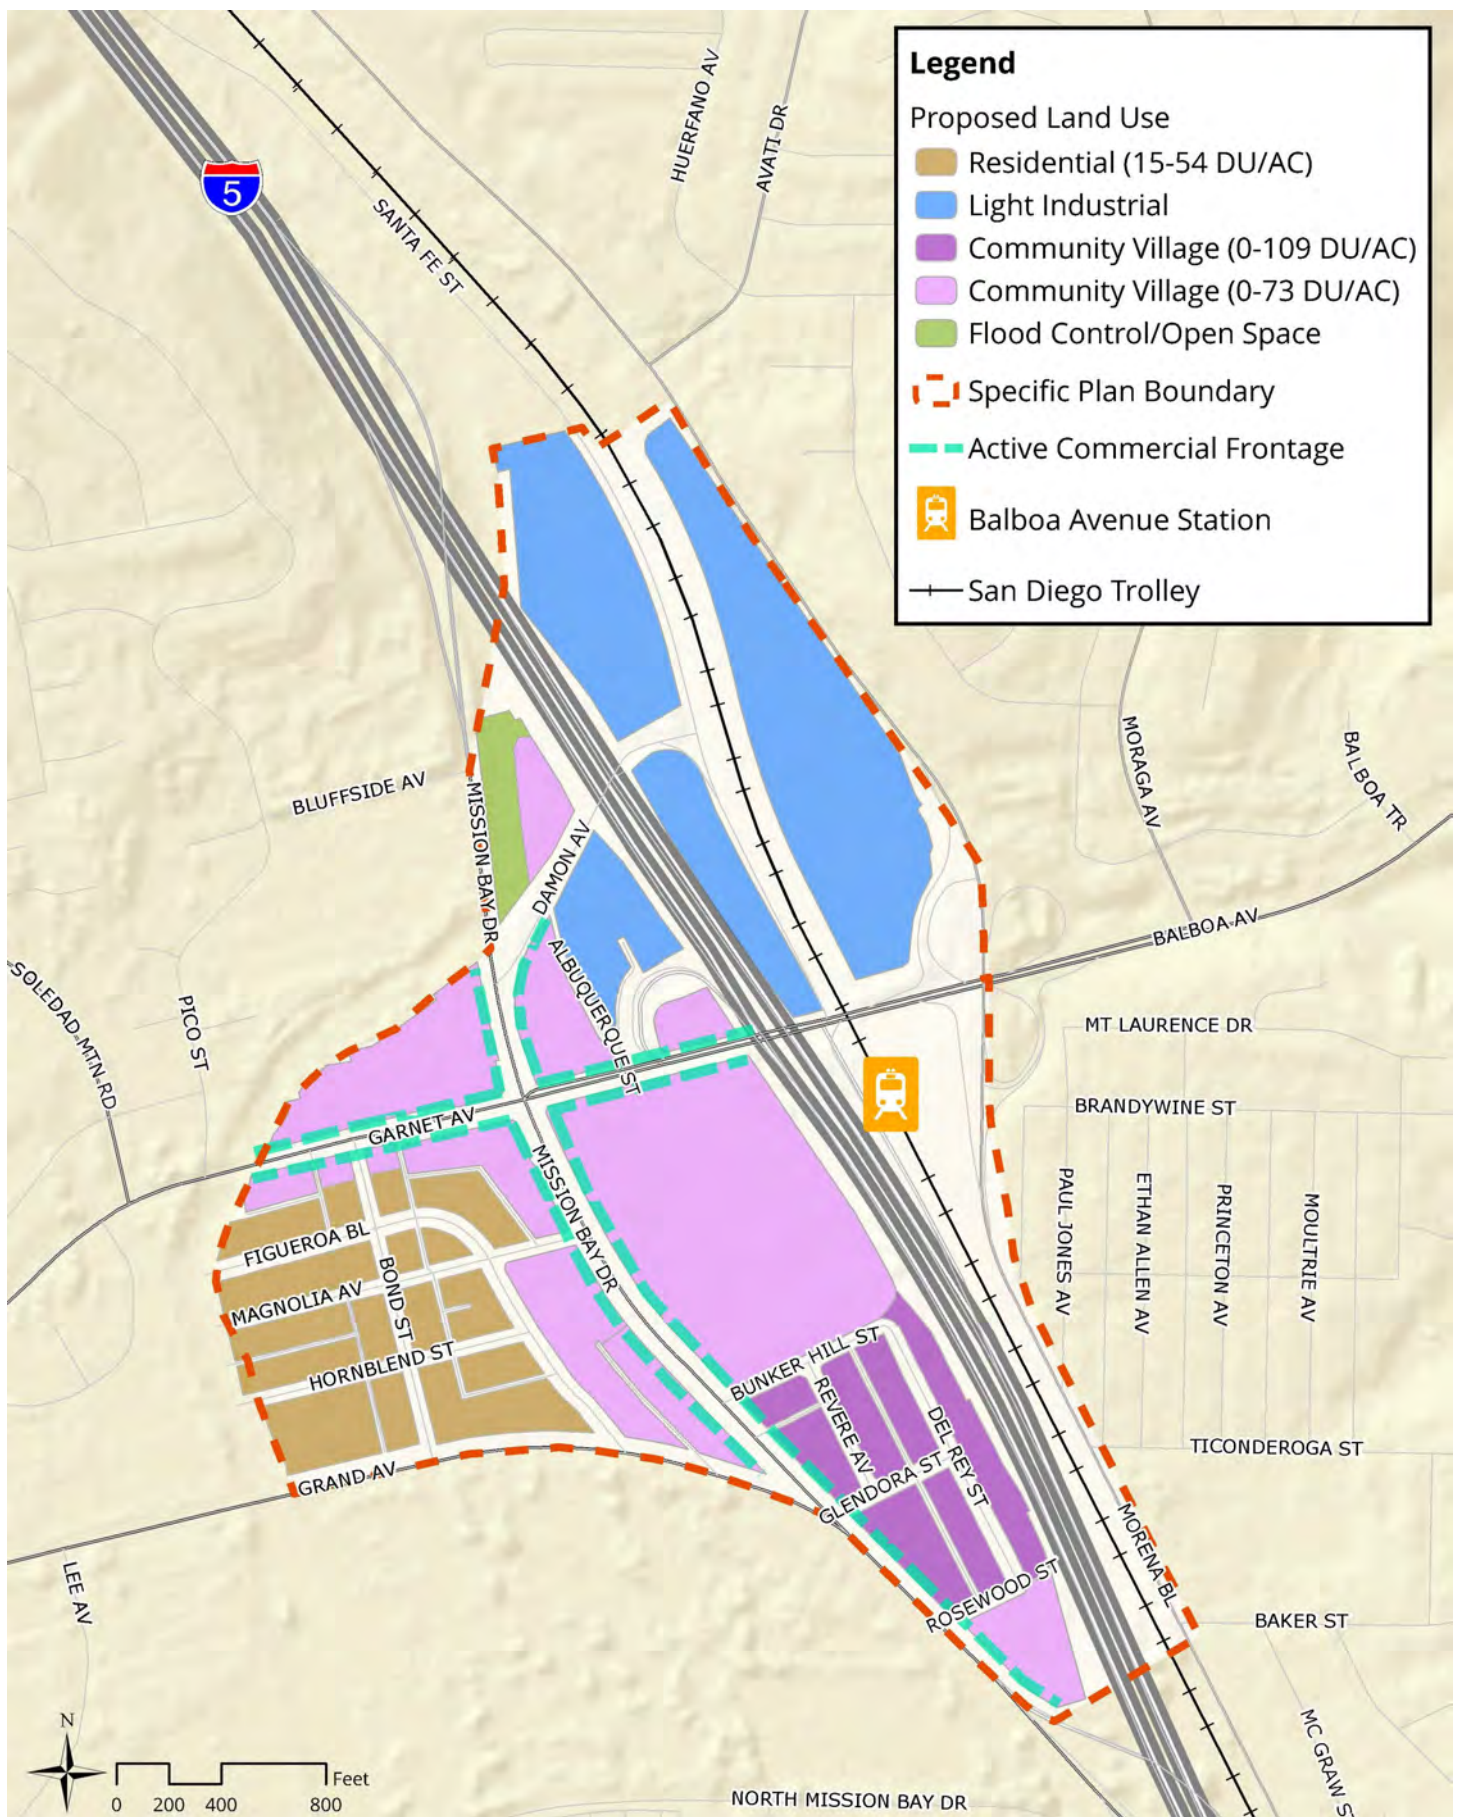 Legend
Proposed Land Use
Residential (15-54 DU/AC)
Light Industrial
Community Village (0-109 DU/AC)
Community Village (0-73 DU/AC)
Flood Control/Open Space
Specific Plan Boundary
Active Commercial Frontage
Balboa Avenue Station
San Diego Trolley
HUERFANO AV
AVATI DR
5
SANTA FE ST
MORAGA AV
BALBOA TR
BLUFFSIDE AV
MISSION BAY DR
DAMON AV
BALBOA AV
ALBUQUERQUE ST
SOLEDAD MTN RD
PICO ST
MT LAURENCE DR
GARNET AV
BRANDYWINE ST
MISSION BAY DR
PAUL JONES AV
ETHAN ALLEN AV
PRINCETON AV
MOULTRIE AV
FIGUEROA BL
BOND ST
MAGNOLIA AV
HORNBLEND ST
BUNKER HILL ST
REVERE AV
DEL REY ST
GLENDORA ST
TICONDEROGA ST
GRAND AV
MORENA BL
LEE AV
ROSEWOOD ST
BAKER ST
MC GRAW S
N
Feet
0 200 400 800
NORTH MISSION BAY DR